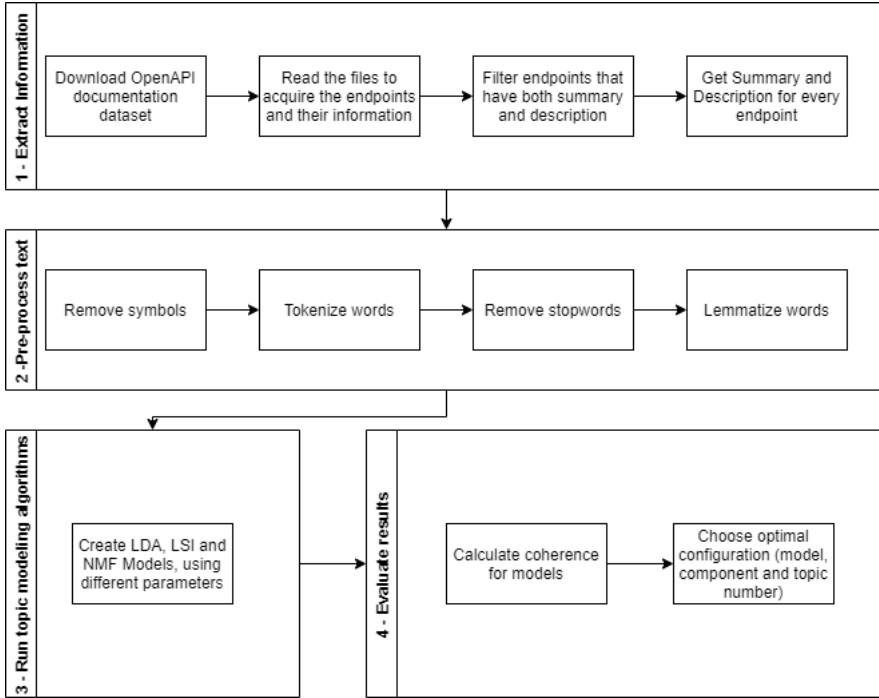 1 - Extract Information
Download OpenAPI
documentation
dataset
Read the files to
acquire the endpoints
and their information
Filter endpoints that
have both summary
and description
Get Summary and
Description for every
endpoint
2 -Pre-process text
Remove symbols
Tokenize words
Remove stopwords
Lemmatize words
3 - Run topic modeling algorithms
Create LDA, LSI and
NMF Models, using
different parameters
4 - Evaluate results
Calculate coherence
for models
Choose optimal
configuration (model,
component and topic
number)